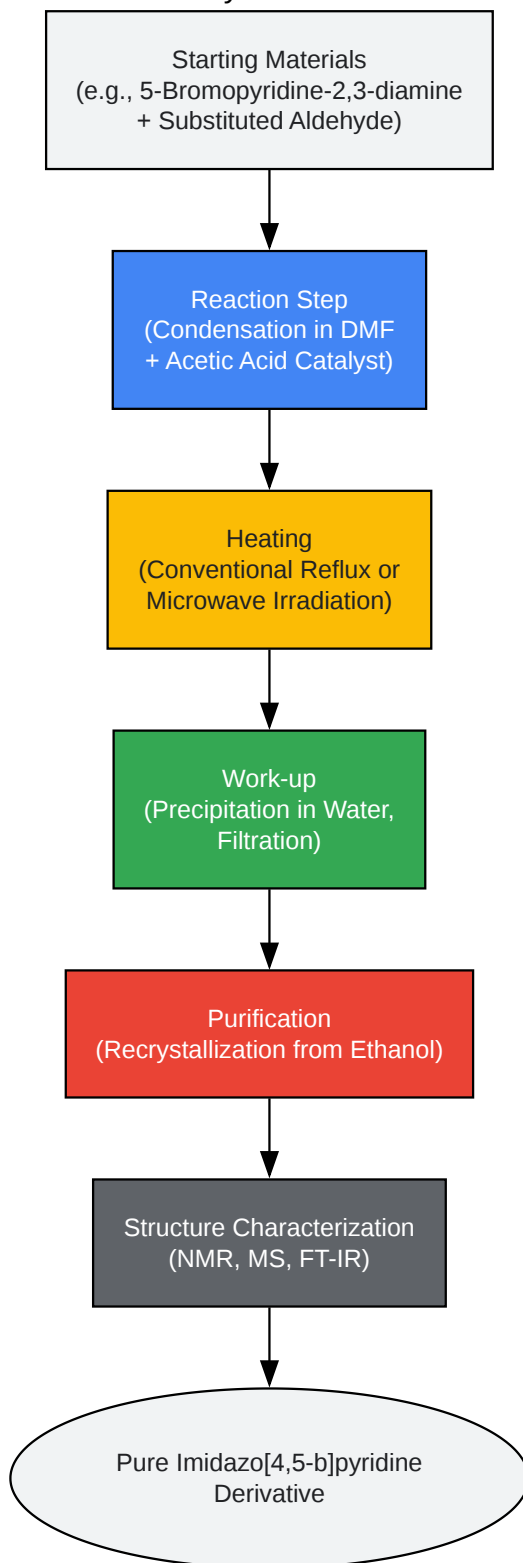 Starting Materials
(e.g., 5-Bromopyridine-2,3-diamine
+ Substituted Aldehyde)
Reaction Step
(Condensation in DMF
+ Acetic Acid Catalyst)
Heating
(Conventional Reflux or
Microwave Irradiation)
Work-up
(Precipitation in Water,
Filtration)
Purification
(Recrystallization from Ethanol)
Structure Characterization
(NMR, MS, FT-IR)
Pure Imidazo[4,5-b]pyridine
Derivative